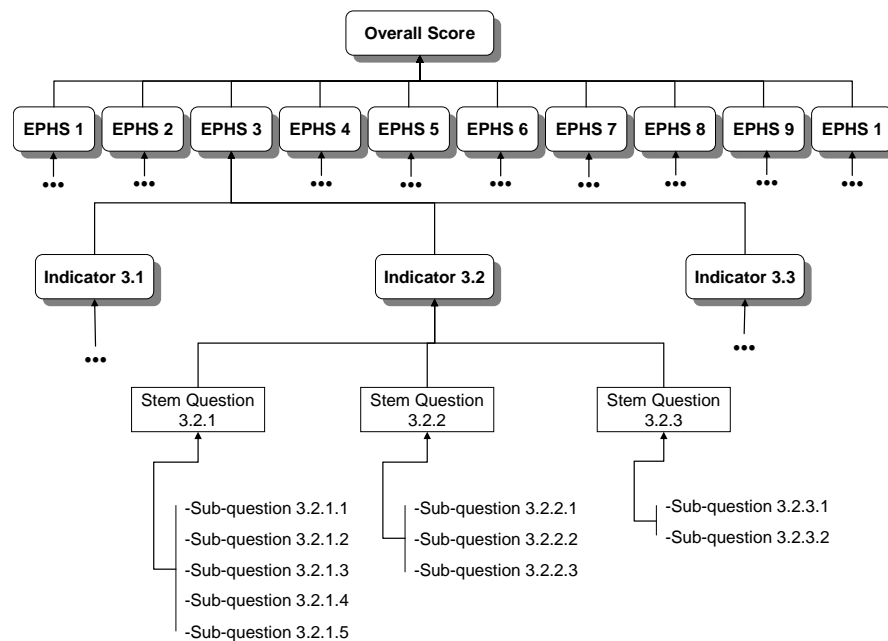 Overall Score
EPHS 1
EPHS 2
EPHS 3
EPHS 4
EPHS 5
EPHS 6
EPHS 7
EPHS 8
EPHS 9
EPHS 1
•••
•••
•••
•••
•••
•••
•••
•••
•••
Indicator 3.1
Indicator 3.2
Indicator 3.3
•••
•••
Stem Question
3.2.1
Stem Question
3.2.2
Stem Question
3.2.3
-Sub-question 3.2.1.1
-Sub-question 3.2.1.2
-Sub-question 3.2.1.3
-Sub-question 3.2.1.4
-Sub-question 3.2.1.5
-Sub-question 3.2.2.1
-Sub-question 3.2.2.2
-Sub-question 3.2.2.3
-Sub-question 3.2.3.1
-Sub-question 3.2.3.2